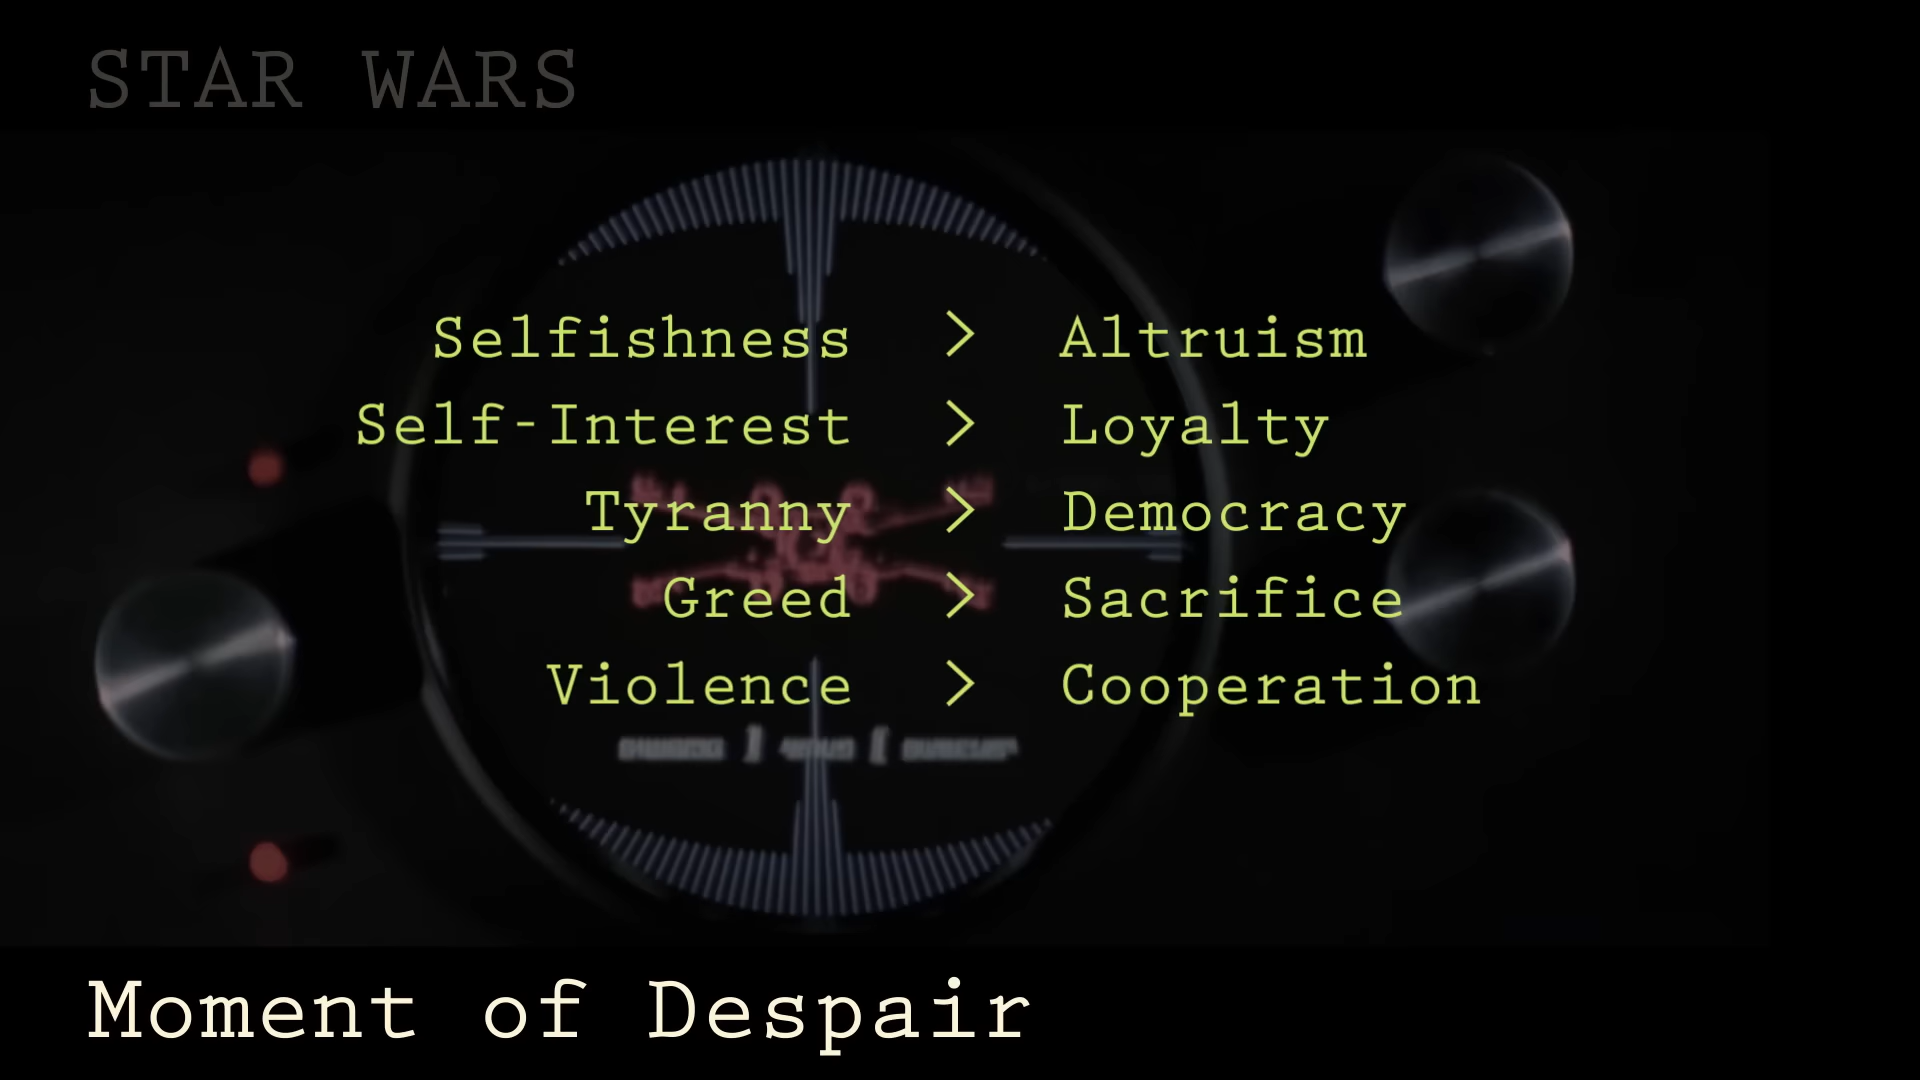 STAR WARS
Selfishness > Altruism
Self-Interest > Loyalty
Tyranny > Democracy
Greed > Sacrifice
Violence > Cooperation
Moment of Despair